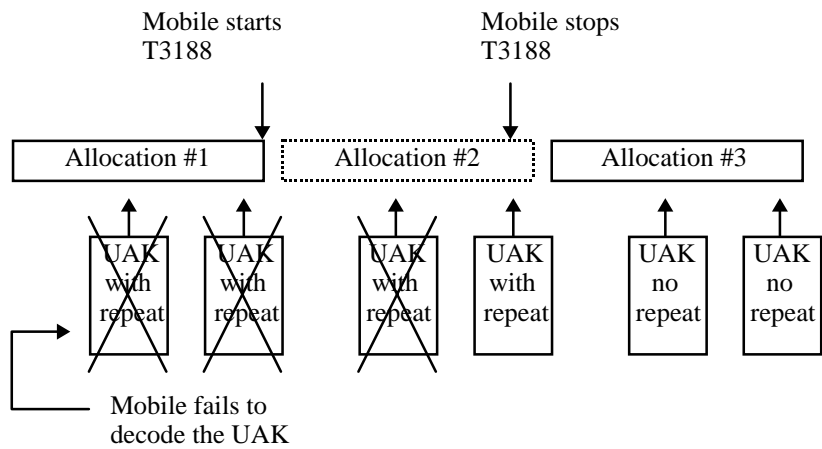 Mobile starts
T3188
Mobile stops
T3188
Allocation #1
Allocation #2
Allocation #3
UAK
with
repeat
UAK
with
repeat
UAK
with
repeat
UAK
with
repeat
UAK
no
repeat
UAK
no
repeat
Mobile fails to
decode the UAK